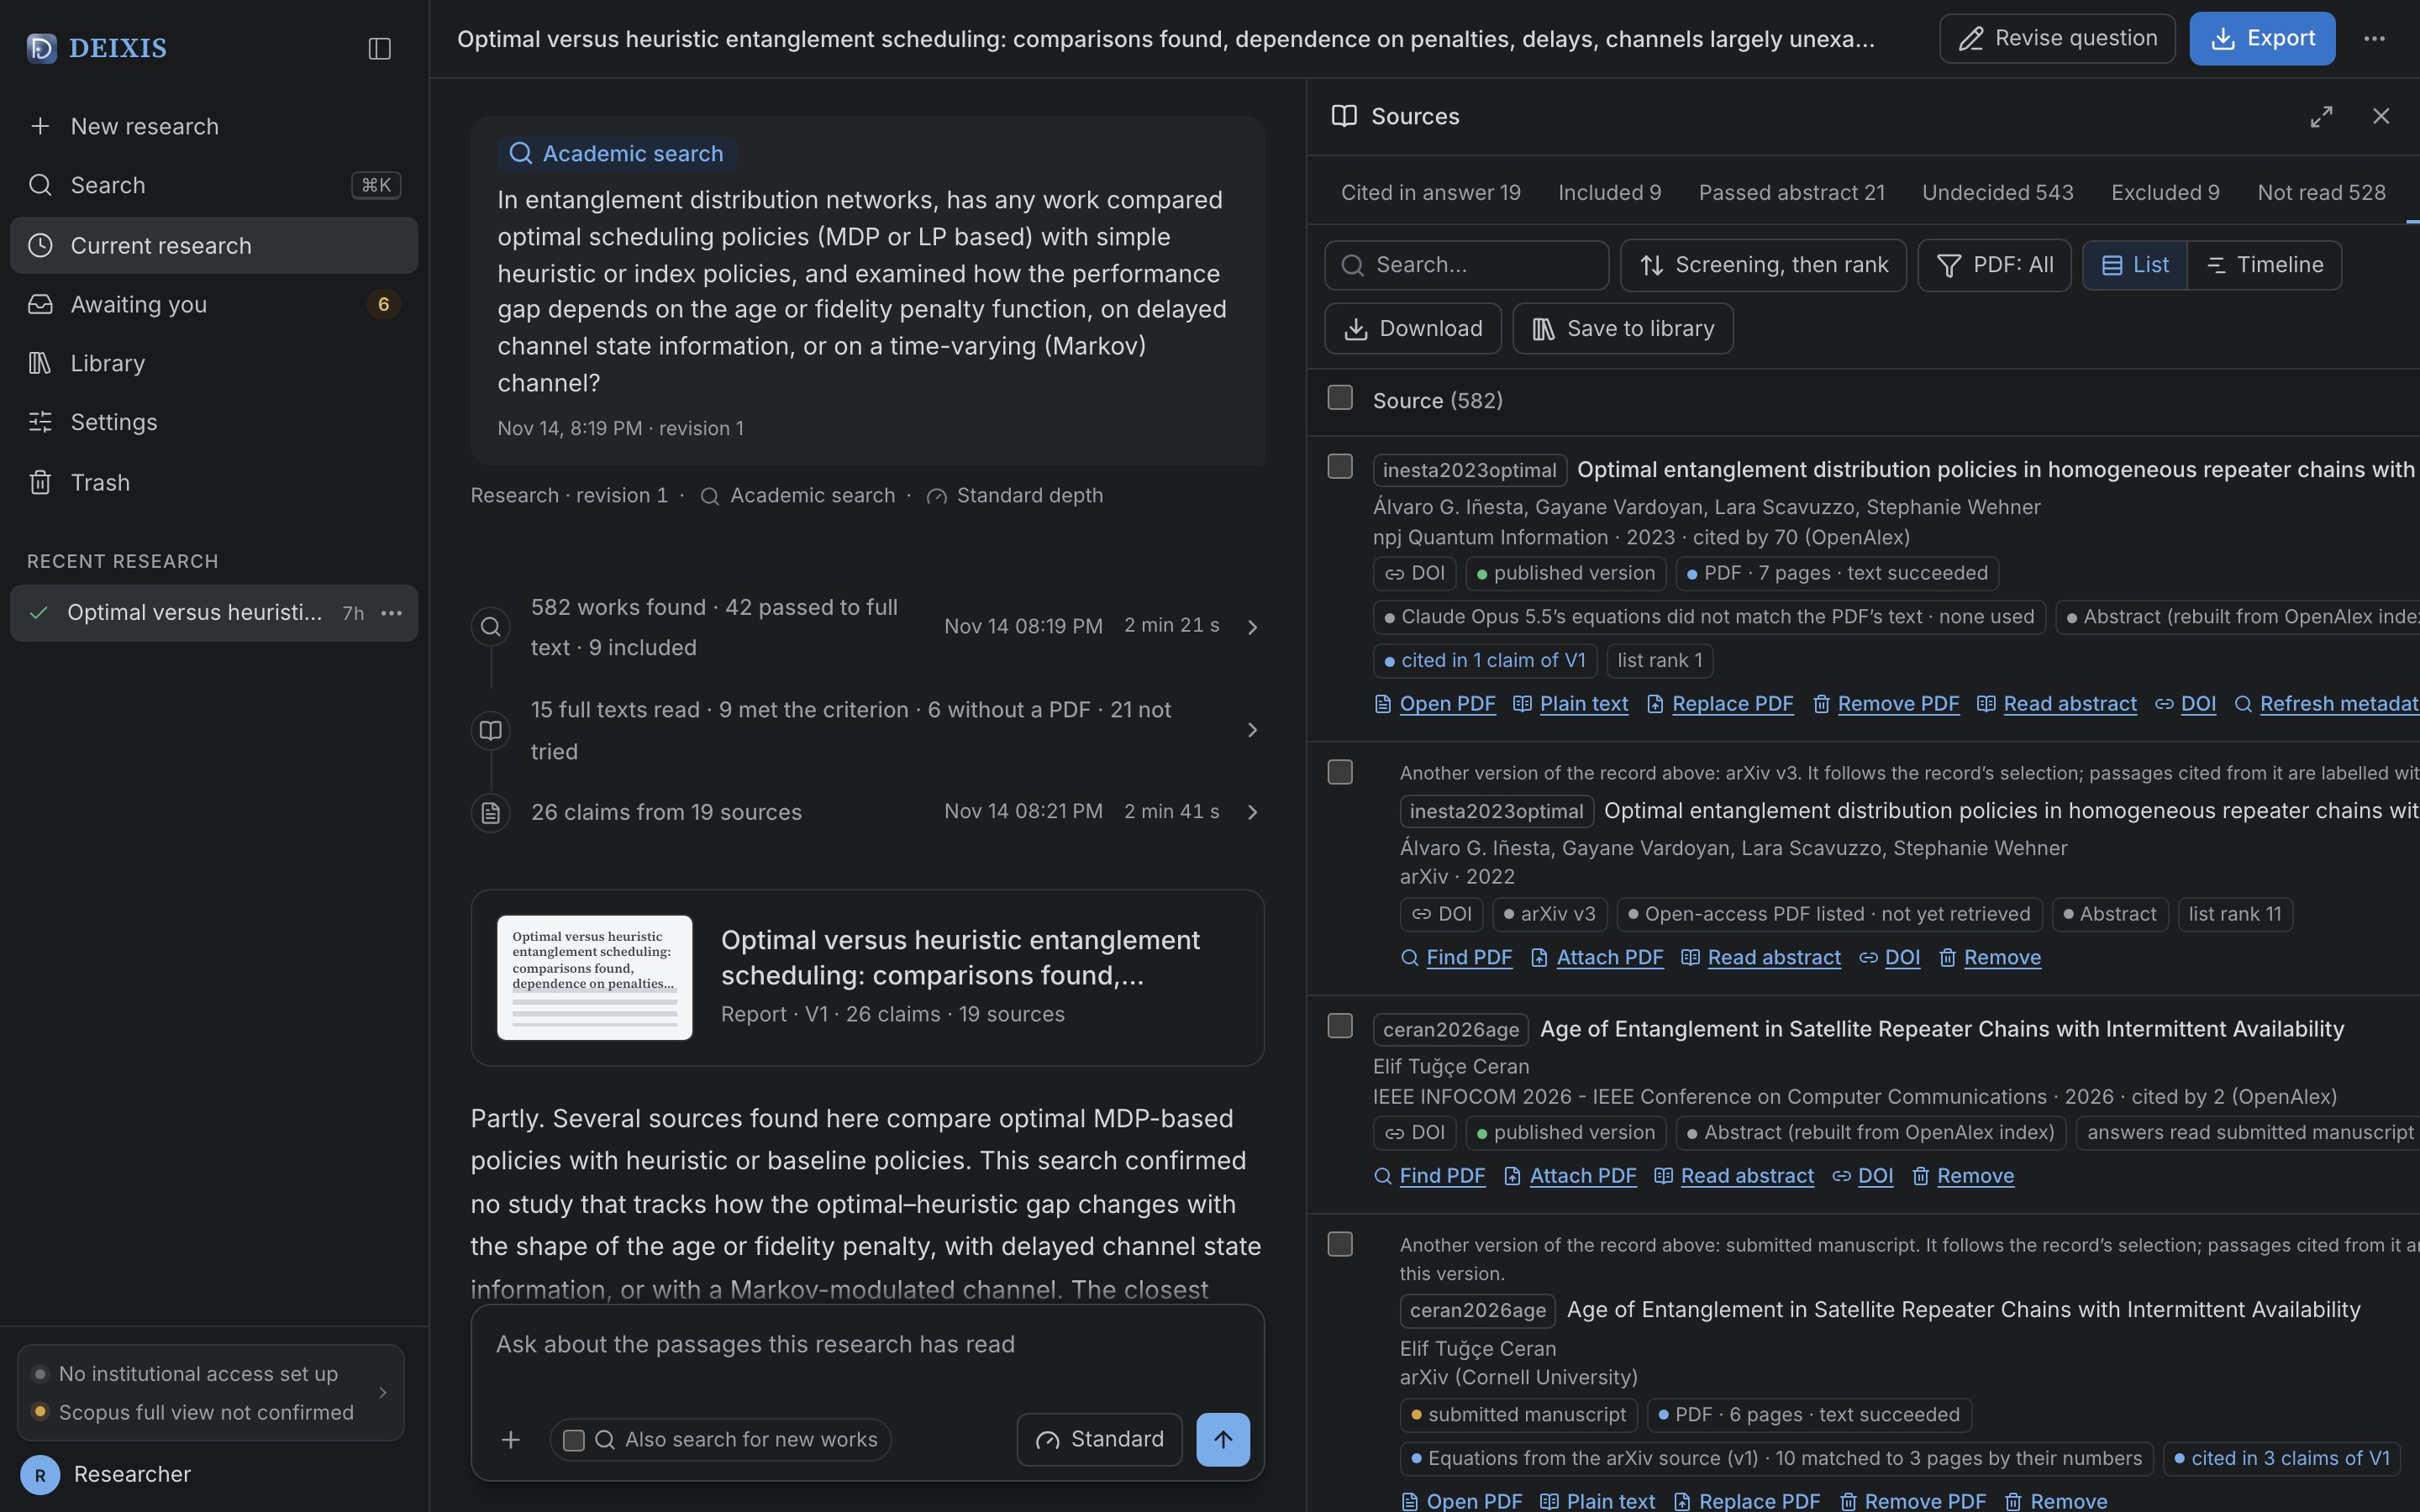 DEIXIS
New research
Search ⌘K
Current research
Awaiting you 6
Library
Settings
Trash
RECENT RESEARCH
Optimal versus heuristi... 7h
No institutional access set up
Scopus full view not confirmed
R Researcher
Optimal versus heuristic entanglement scheduling: comparisons found, dependence on penalties, delays, channels largely unexa...
Revise question
Export
Academic search
In entanglement distribution networks, has any work compared
optimal scheduling policies (MDP or LP based) with simple
heuristic or index policies, and examined how the performance
gap depends on the age or fidelity penalty function, on delayed
channel state information, or on a time-varying (Markov)
channel?
Nov 14, 8:19 PM · revision 1
Research · revision 1 · Academic search · Standard depth
582 works found · 42 passed to full
text · 9 included
Nov 14 08:19 PM 2 min 21 s
15 full texts read · 9 met the criterion · 6 without a PDF · 21 not
tried
26 claims from 19 sources Nov 14 08:21 PM 2 min 41 s
Optimal versus heuristic
entanglement scheduling:
comparisons found,
dependence on penalties...
Optimal versus heuristic entanglement
scheduling: comparisons found,...
Report · V1 · 26 claims · 19 sources
Partly. Several sources found here compare optimal MDP-based
policies with heuristic or baseline policies. This search confirmed
no study that tracks how the optimal–heuristic gap changes with
the shape of the age or fidelity penalty, with delayed channel state
information, or with a Markov-modulated channel. The closest
Ask about the passages this research has read
Also search for new works
Standard
Sources
Cited in answer 19 Included 9 Passed abstract 21 Undecided 543 Excluded 9 Not read 528
Search... Screening, then rank PDF: All List Timeline
Download Save to library
Source (582)
inesta2023optimal Optimal entanglement distribution policies in homogeneous repeater chains with
Álvaro G. Iñesta, Gayane Vardoyan, Lara Scavuzzo, Stephanie Wehner
npj Quantum Information · 2023 · cited by 70 (OpenAlex)
DOI published version PDF · 7 pages · text succeeded
Claude Opus 5.5’s equations did not match the PDF’s text · none used Abstract (rebuilt from OpenAlex index
cited in 1 claim of V1 list rank 1
Open PDF Plain text Replace PDF Remove PDF Read abstract DOI Refresh metadat
Another version of the record above: arXiv v3. It follows the record’s selection; passages cited from it are labelled wit
inesta2023optimal Optimal entanglement distribution policies in homogeneous repeater chains wit
Álvaro G. Iñesta, Gayane Vardoyan, Lara Scavuzzo, Stephanie Wehner
arXiv · 2022
DOI arXiv v3 Open-access PDF listed · not yet retrieved Abstract list rank 11
Find PDF Attach PDF Read abstract DOI Remove
ceran2026age Age of Entanglement in Satellite Repeater Chains with Intermittent Availability
Elif Tuğçe Ceran
IEEE INFOCOM 2026 - IEEE Conference on Computer Communications · 2026 · cited by 2 (OpenAlex)
DOI published version Abstract (rebuilt from OpenAlex index) answers read submitted manuscript
Find PDF Attach PDF Read abstract DOI Remove
Another version of the record above: submitted manuscript. It follows the record’s selection; passages cited from it ar
this version.
ceran2026age Age of Entanglement in Satellite Repeater Chains with Intermittent Availability
Elif Tuğçe Ceran
arXiv (Cornell University)
submitted manuscript PDF · 6 pages · text succeeded
Equations from the arXiv source (v1) · 10 matched to 3 pages by their numbers cited in 3 claims of V1
Open PDF Plain text Replace PDF Remove PDF Remove